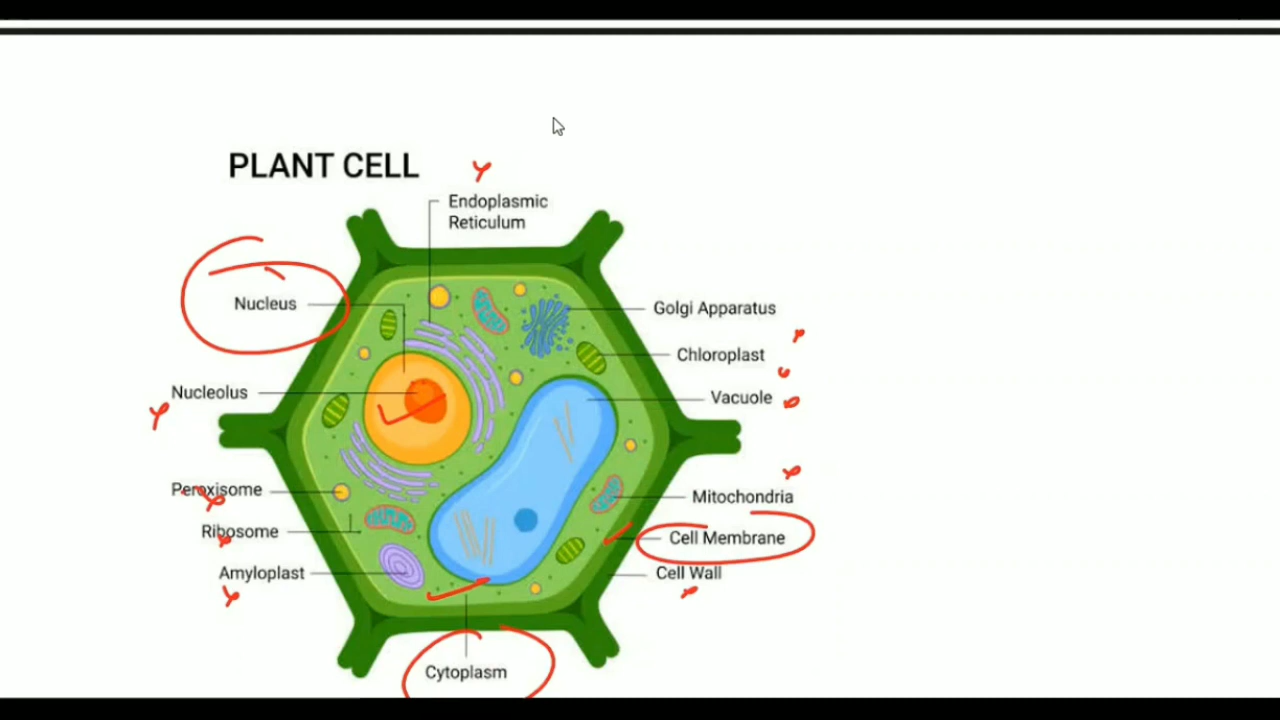 PLANT CELL
Endoplasmic
Reticulum
Nucleus
Golgi Apparatus
Chloroplast
Nucleolus
Vacuole
Peroxisome
Mitochondria
Ribosome
Cell Membrane
Amyloplast
Cell Wall
Cytoplasm